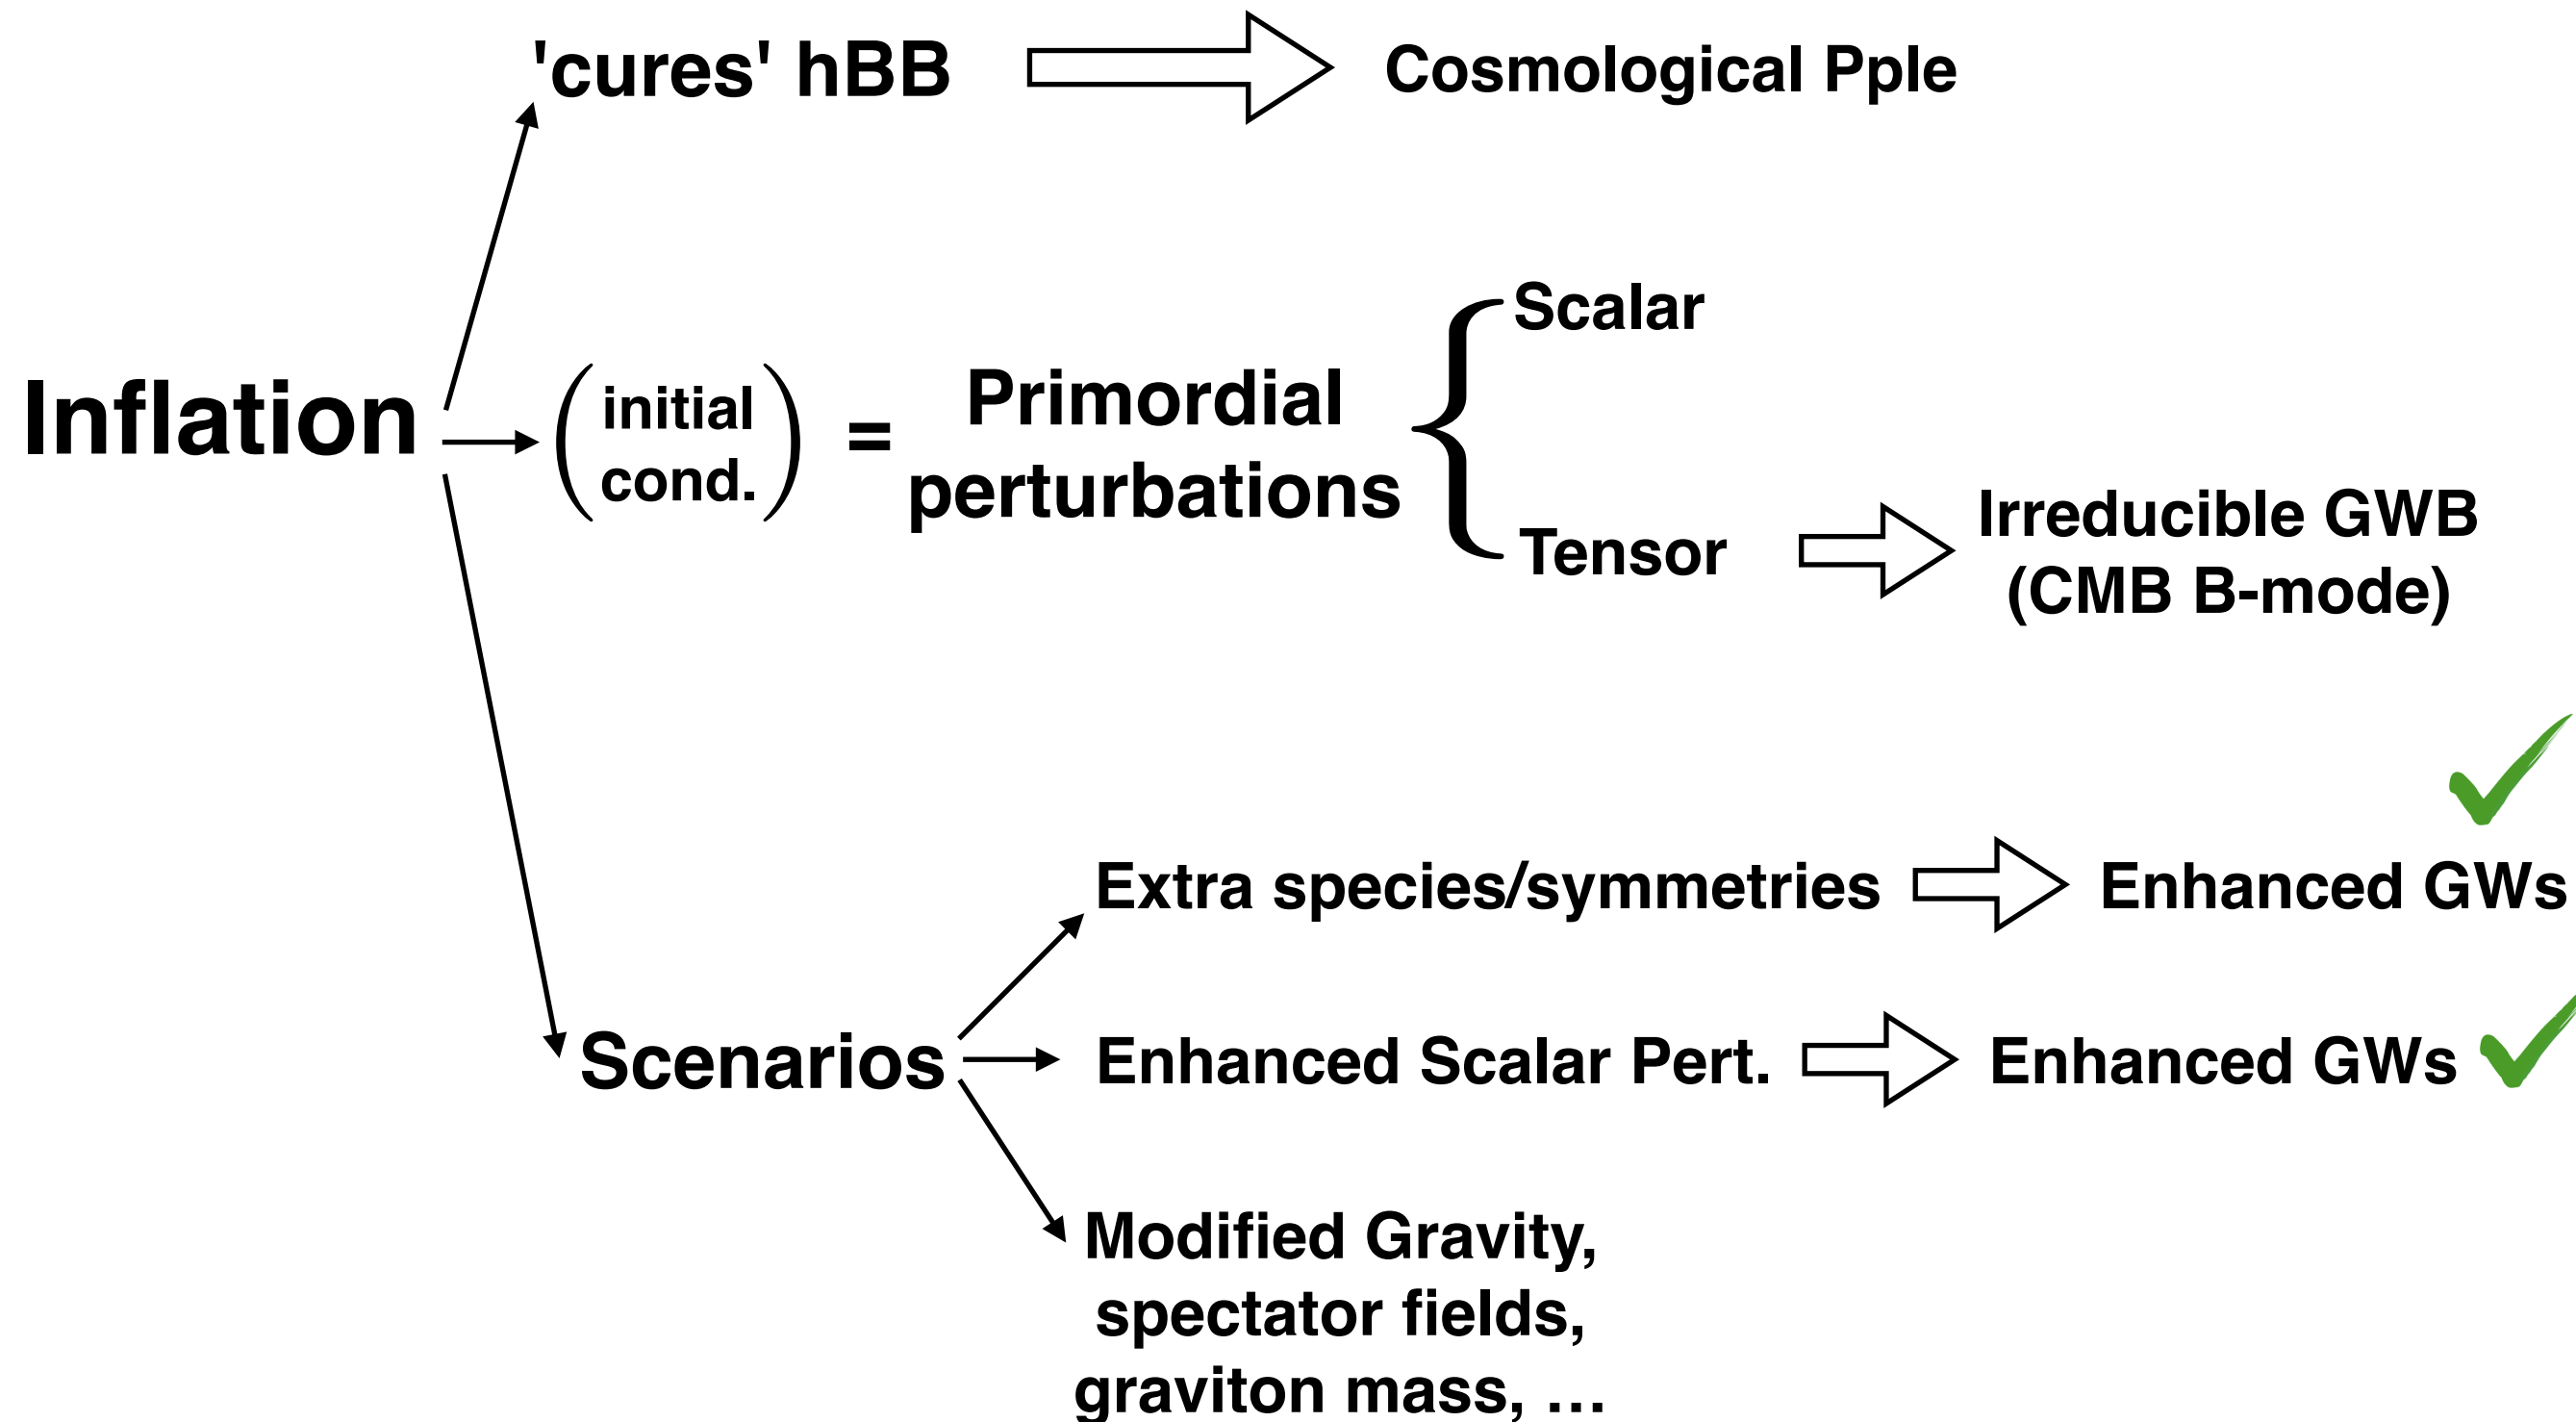 'cures' hBB
Cosmological Pple
Inflation
initial
cond.
=
Primordial
perturbations
Scalar
Tensor
Irreducible GWB
(CMB B-mode)
Scenarios
Extra species/symmetries
Enhanced GWs
Enhanced Scalar Pert.
Enhanced GWs
Modified Gravity,
spectator fields,
graviton mass, …